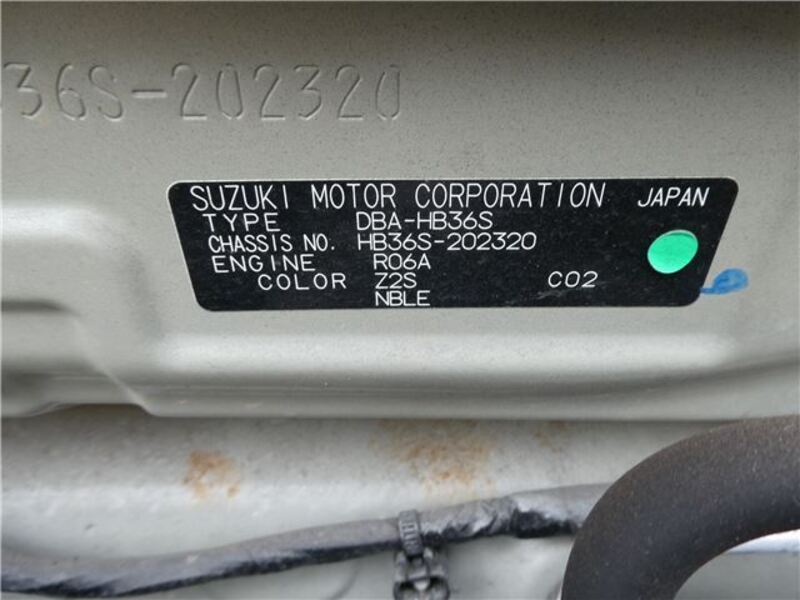 36S-202320
SUZUKI MOTOR CORPORATION JAPAN
TYPE DBA-HB36S
CHASSIS NO. HB36S-202320
ENGINE R06A
COLOR Z2S C02
NBLE